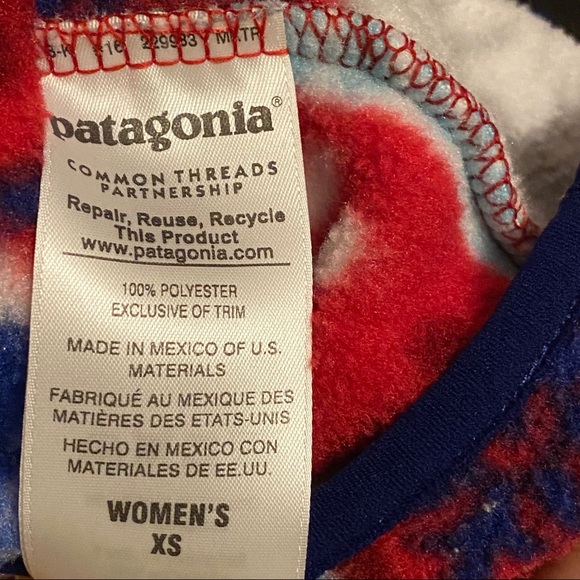 patagonia®
COMMON THREADS
PARTNERSHIP
Repair, Reuse, Recycle
This Product
www.patagonia.com
100% POLYESTER
EXCLUSIVE OF TRIM
MADE IN MEXICO OF U.S.
MATERIALS
FABRIQUÉ AU MEXIQUE DES
MATIÈRES DES ETATS-UNIS
HECHO EN MEXICO CON
MATERIALES DE EE.UU.
WOMEN'S
XS